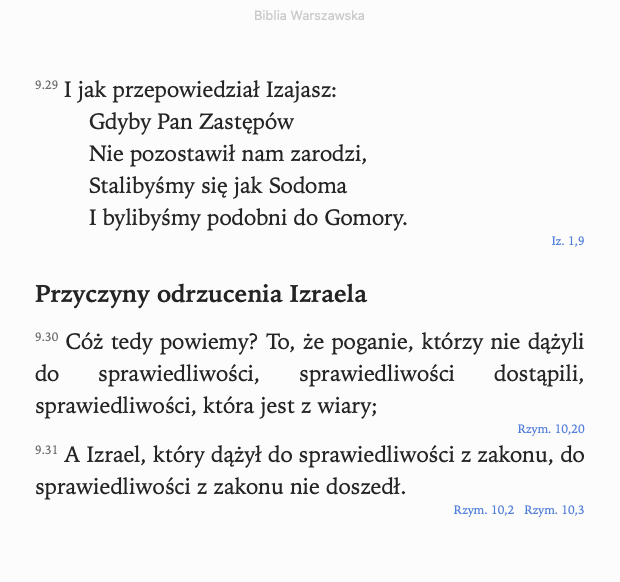 Biblia Warszawska
9.29 I jak przepowiedział Izajasz:
Gdyby Pan Zastępów
Nie pozostawił nam zarodzi,
Stalibyśmy się jak Sodoma
I bylibyśmy podobni do Gomory.
Iz. 1,9
Przyczyny odrzucenia Izraela
9.30 Cóż tedy powiemy? To, że poganie, którzy nie dążyli
do sprawiedliwości, sprawiedliwości dostąpili,
sprawiedliwości, która jest z wiary;
Rzym. 10,20
9.31 A Izrael, który dążył do sprawiedliwości z zakonu, do
sprawiedliwości z zakonu nie doszedł.
Rzym. 10,2 Rzym. 10,3